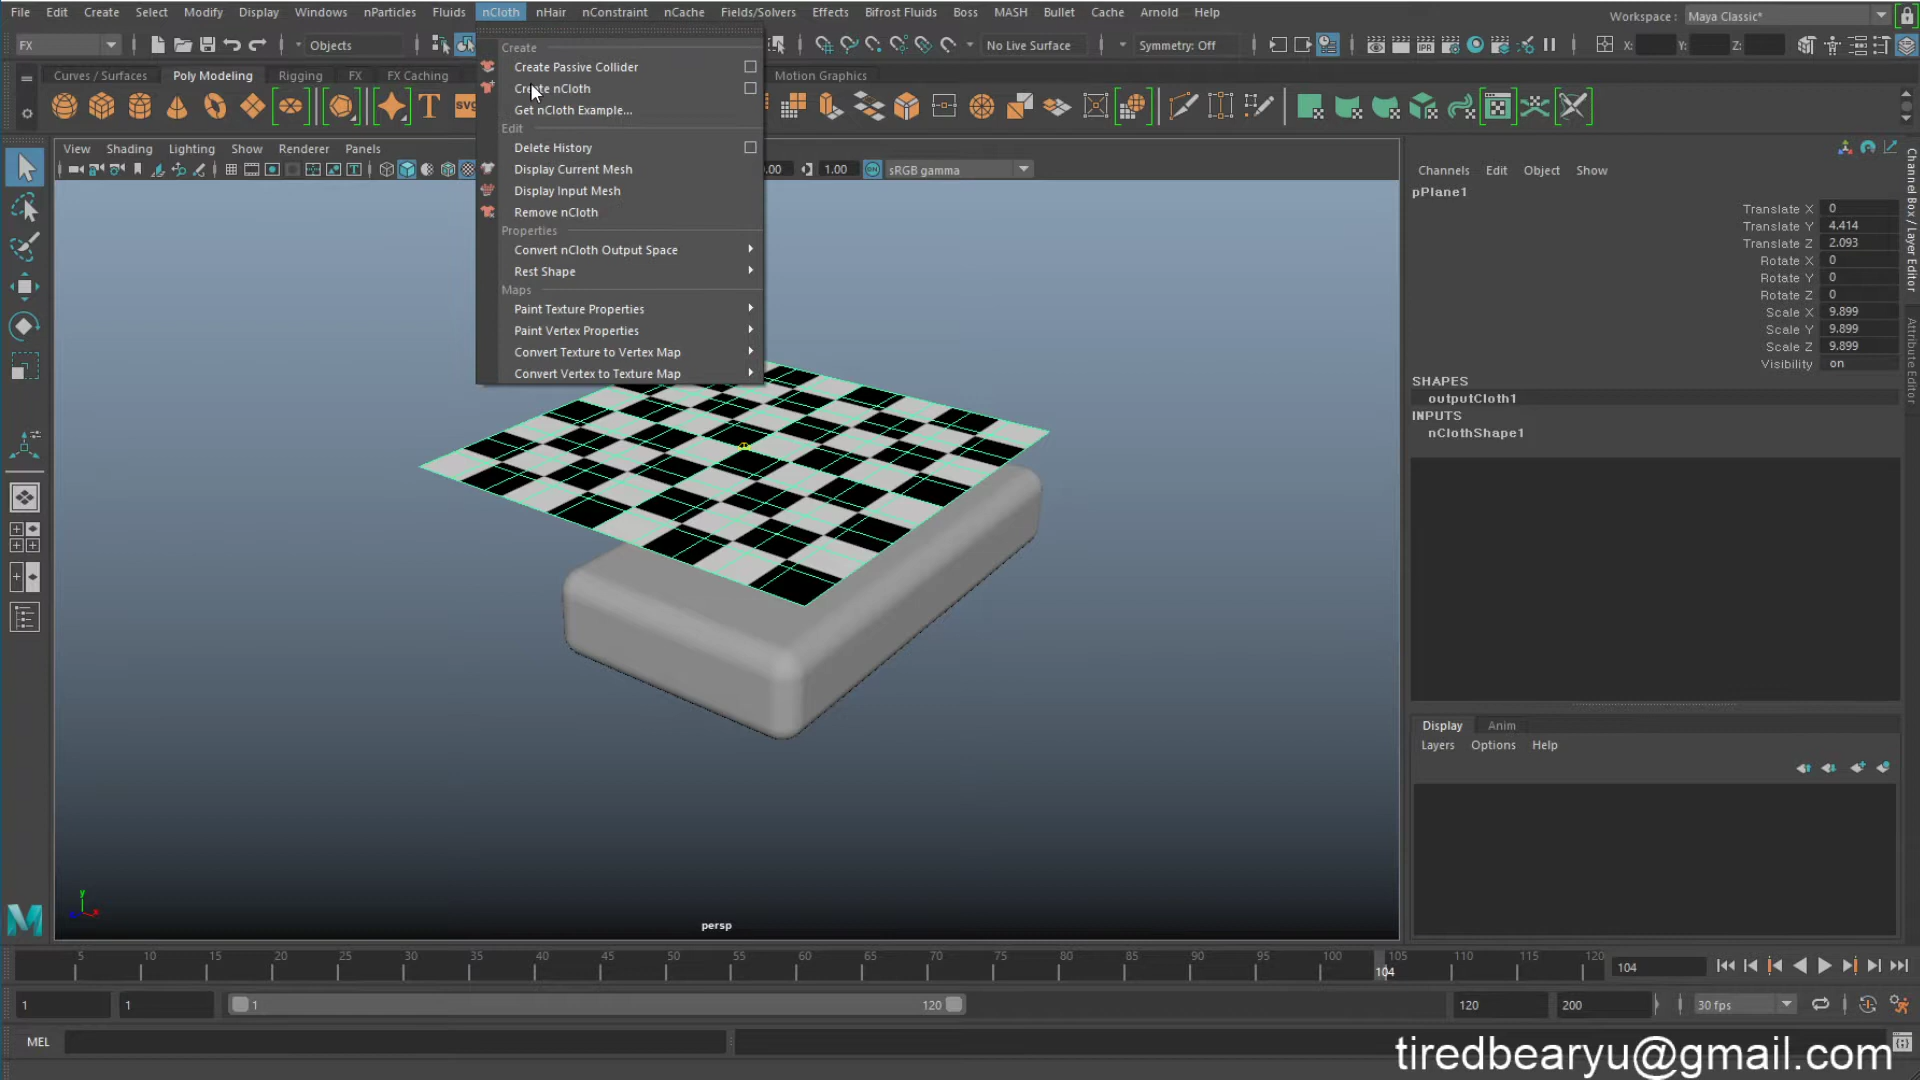 File Edit Create Select Modify Display Windows nParticles Fluids nCloth nHair nConstraint nCache Fields/Solvers Effects Bifrost Fluids Boss MASH Bullet Cache Arnold Help Workspace : Maya Classic*
FX Objects No Live Surface Symmetry: Off X: Y: Z:
Curves / Surfaces Poly Modeling Rigging FX FX Caching Motion Graphics
Create
Create Passive Collider
Create nCloth
Get nCloth Example...
Edit
Delete History
Display Current Mesh
Display Input Mesh
Remove nCloth
Properties
Convert nCloth Output Space
Rest Shape
Maps
Paint Texture Properties
Paint Vertex Properties
Convert Texture to Vertex Map
Convert Vertex to Texture Map
View Shading Lighting Show Renderer Panels
1.00 sRGB gamma
Channels Edit Object Show
pPlane1
Translate X 0
Translate Y 4.414
Translate Z 2.093
Rotate X 0
Rotate Y 0
Rotate Z 0
Scale X 9.899
Scale Y 9.899
Scale Z 9.899
Visibility on
SHAPES
outputCloth1
INPUTS
nClothShape1
Channel Box / Layer Editor
Attribute Editor
Display Anim
Layers Options Help
persp
5 10 15 20 25 30 35 40 45 50 55 60 65 70 75 80 85 90 95 100 105 110 115 120
104 104
1 1 1 120 120 200 30 fps
MEL
tiredbearyu@gmail.com